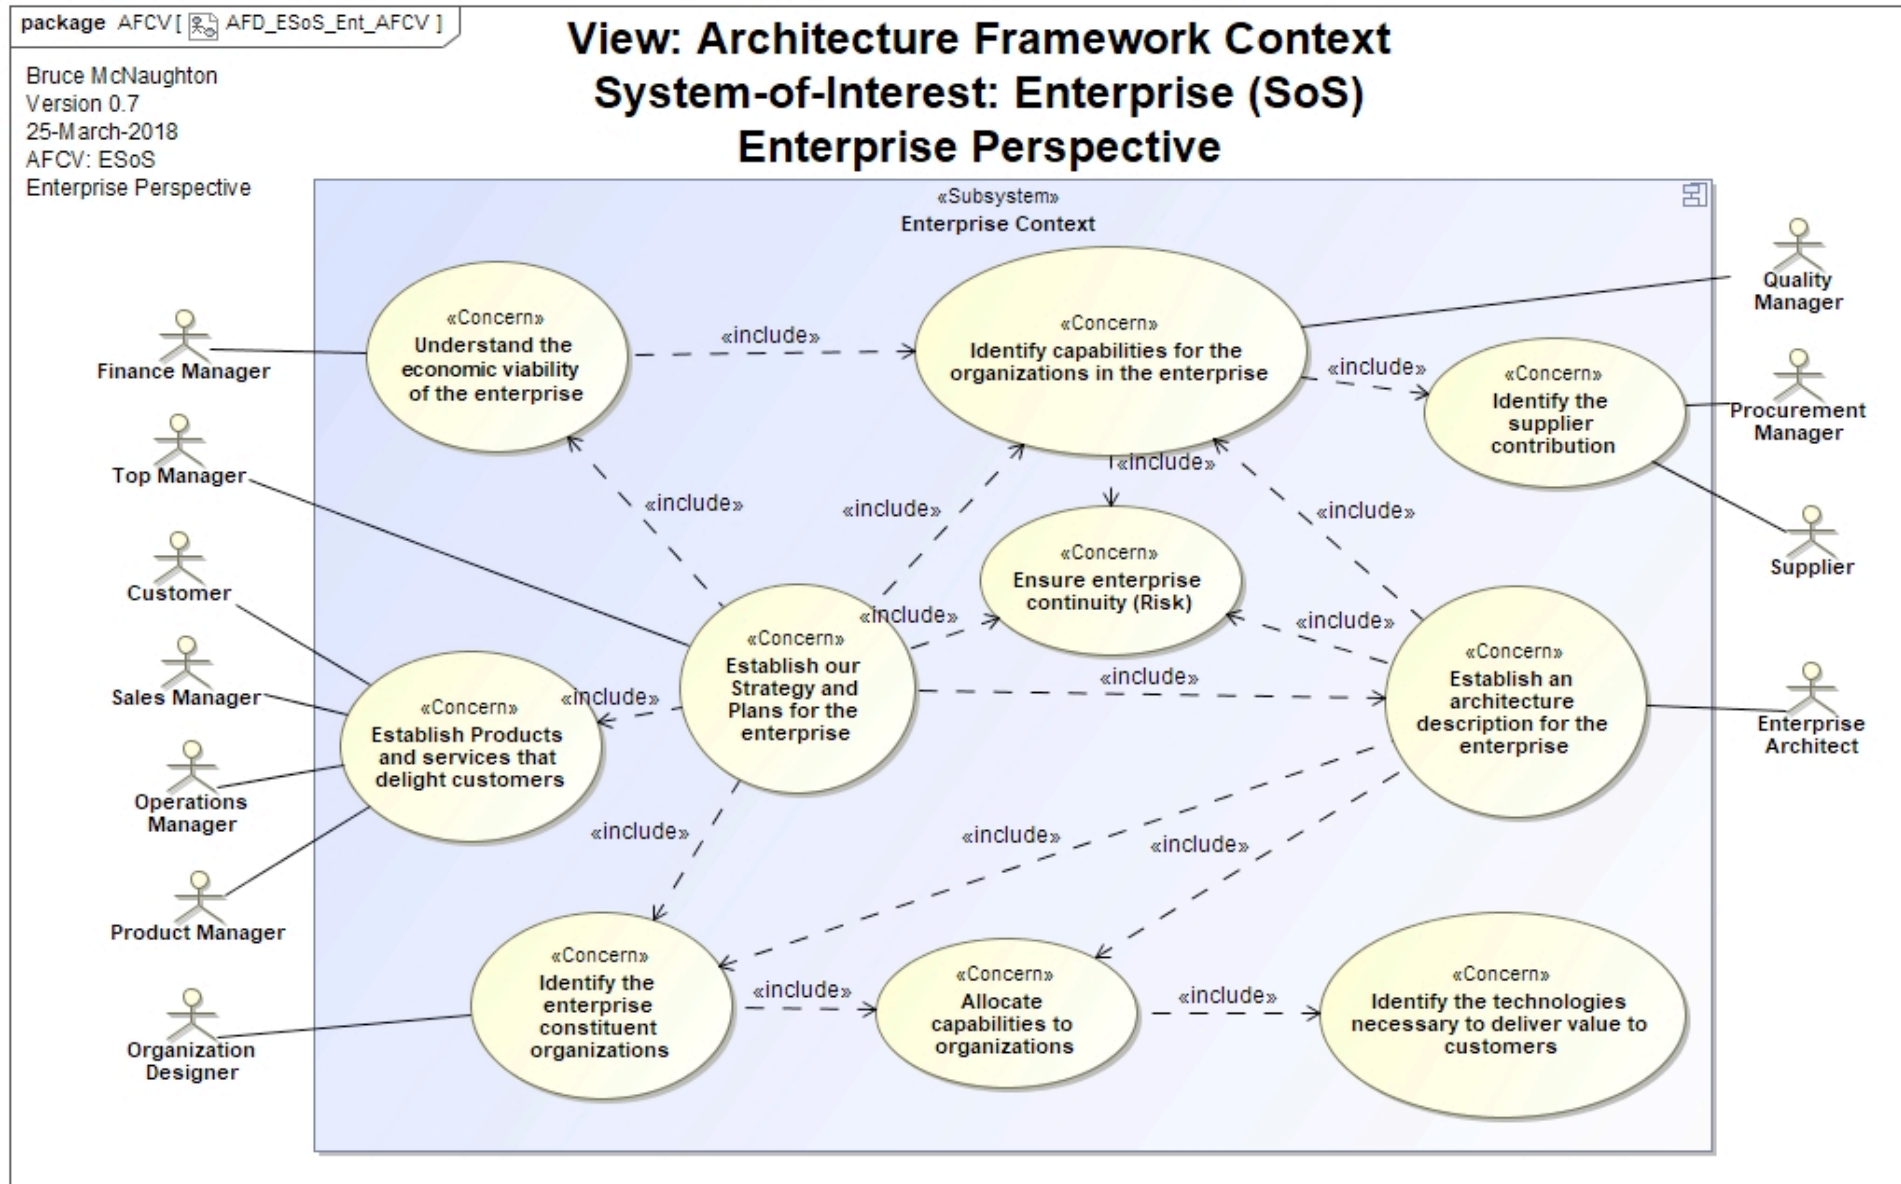 package AFCV [ AFD_ESoS_Ent_AFCV ]
View: Architecture Framework Context
System-of-Interest: Enterprise (SoS)
Enterprise Perspective
Bruce McNaughton
Version 0.7
25-March-2018
AFCV: ESoS
Enterprise Perspective
«Subsystem»
Enterprise Context
Finance Manager
Top Manager
Customer
Sales Manager
Operations
Manager
Product Manager
Organization
Designer
«Concern»
Understand the
economic viability
of the enterprise
«include»
«Concern»
Identify capabilities for the
organizations in the enterprise
«include»
«Concern»
Identify the
supplier
contribution
Quality
Manager
Procurement
Manager
Supplier
«include»
«include»
«include»
«include»
«Concern»
Ensure enterprise
continuity (Risk)
«include»
«include»
«Concern»
Establish our
Strategy and
Plans for the
enterprise
«include»
«Concern»
Establish an
architecture
description for the
enterprise
Enterprise
Architect
«include»
«Concern»
Establish Products
and services that
delight customers
«include»
«include»
«include»
«Concern»
Identify the
enterprise
constituent
organizations
«include»
«Concern»
Allocate
capabilities to
organizations
«include»
«Concern»
Identify the technologies
necessary to deliver value to
customers